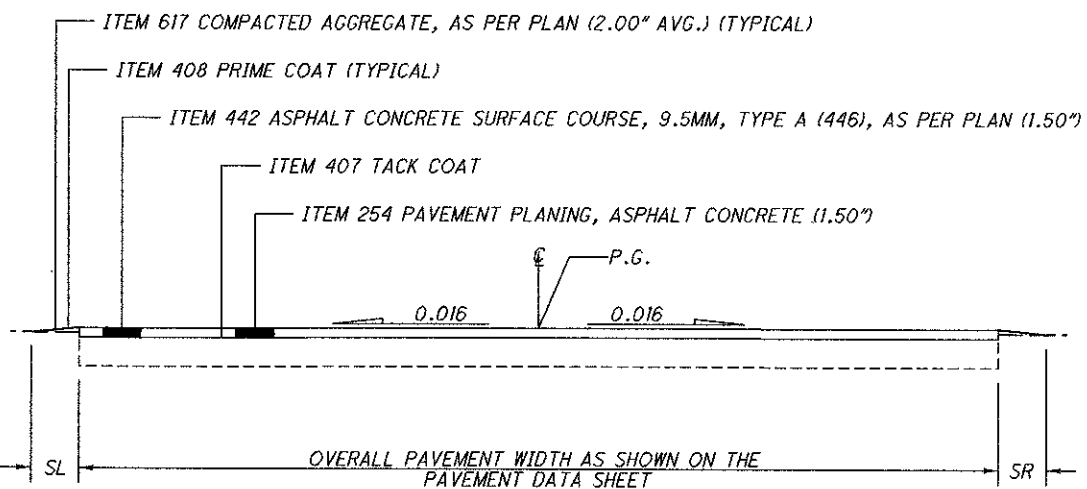 ITEM 617 COMPACTED AGGREGATE, AS PER PLAN (2.00" AVG.) (TYPICAL)
ITEM 408 PRIME COAT (TYPICAL)
ITEM 442 ASPHALT CONCRETE SURFACE COURSE, 9.5MM, TYPE A (446), AS PER PLAN (1.50")
ITEM 407 TACK COAT
ITEM 254 PAVEMENT PLANING, ASPHALT CONCRETE (1.50")
℄ P.G.
0.016 0.016
SL OVERALL PAVEMENT WIDTH AS SHOWN ON THE SR
PAVEMENT DATA SHEET